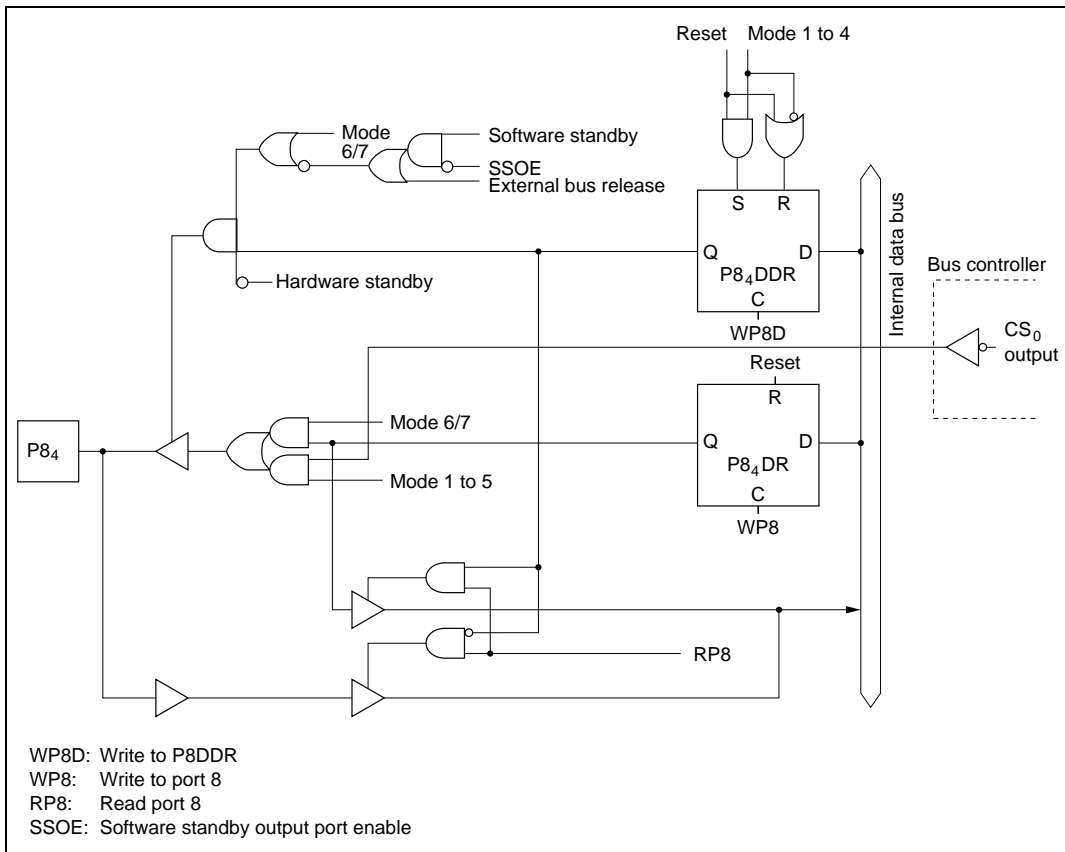 Reset Mode 1 to 4
Mode
6/7
Software standby
SSOE
External bus release
S R
Q D
P8₄DDR
C
WP8D
Hardware standby
Internal data bus
Bus controller
CS₀
output
Reset
R
Q D
P8₄DR
C
WP8
Mode 6/7
Mode 1 to 5
P8₄
RP8
WP8D: Write to P8DDR
WP8: Write to port 8
RP8: Read port 8
SSOE: Software standby output port enable